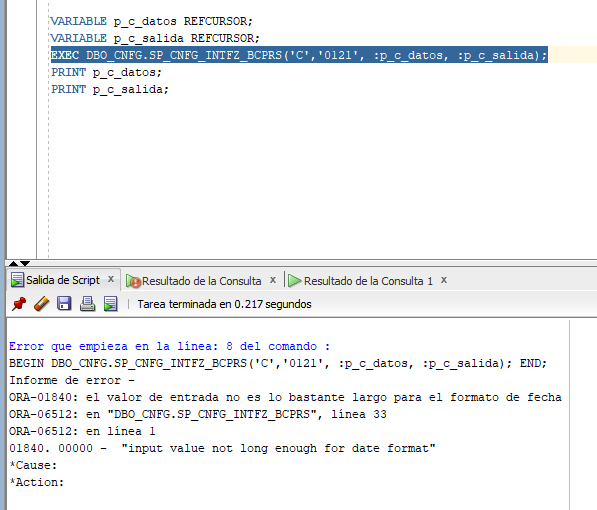 VARIABLE p_c_datos REFCURSOR;
VARIABLE p_c_salida REFCURSOR;
EXEC DBO_CNFG.SP_CNFG_INTFZ_BCPRS('C','0121', :p_c_datos, :p_c_salida);
PRINT p_c_datos;
PRINT p_c_salida;
Salida de Script x Resultado de la Consulta x Resultado de la Consulta 1 x
Tarea terminada en 0.217 segundos
Error que empieza en la línea: 8 del comando :
BEGIN DBO_CNFG.SP_CNFG_INTFZ_BCPRS('C','0121', :p_c_datos, :p_c_salida); END;
Informe de error -
ORA-01840: el valor de entrada no es lo bastante largo para el formato de fecha
ORA-06512: en "DBO_CNFG.SP_CNFG_INTFZ_BCPRS", línea 33
ORA-06512: en línea 1
01840. 00000 -  "input value not long enough for date format"
*Cause:
*Action: